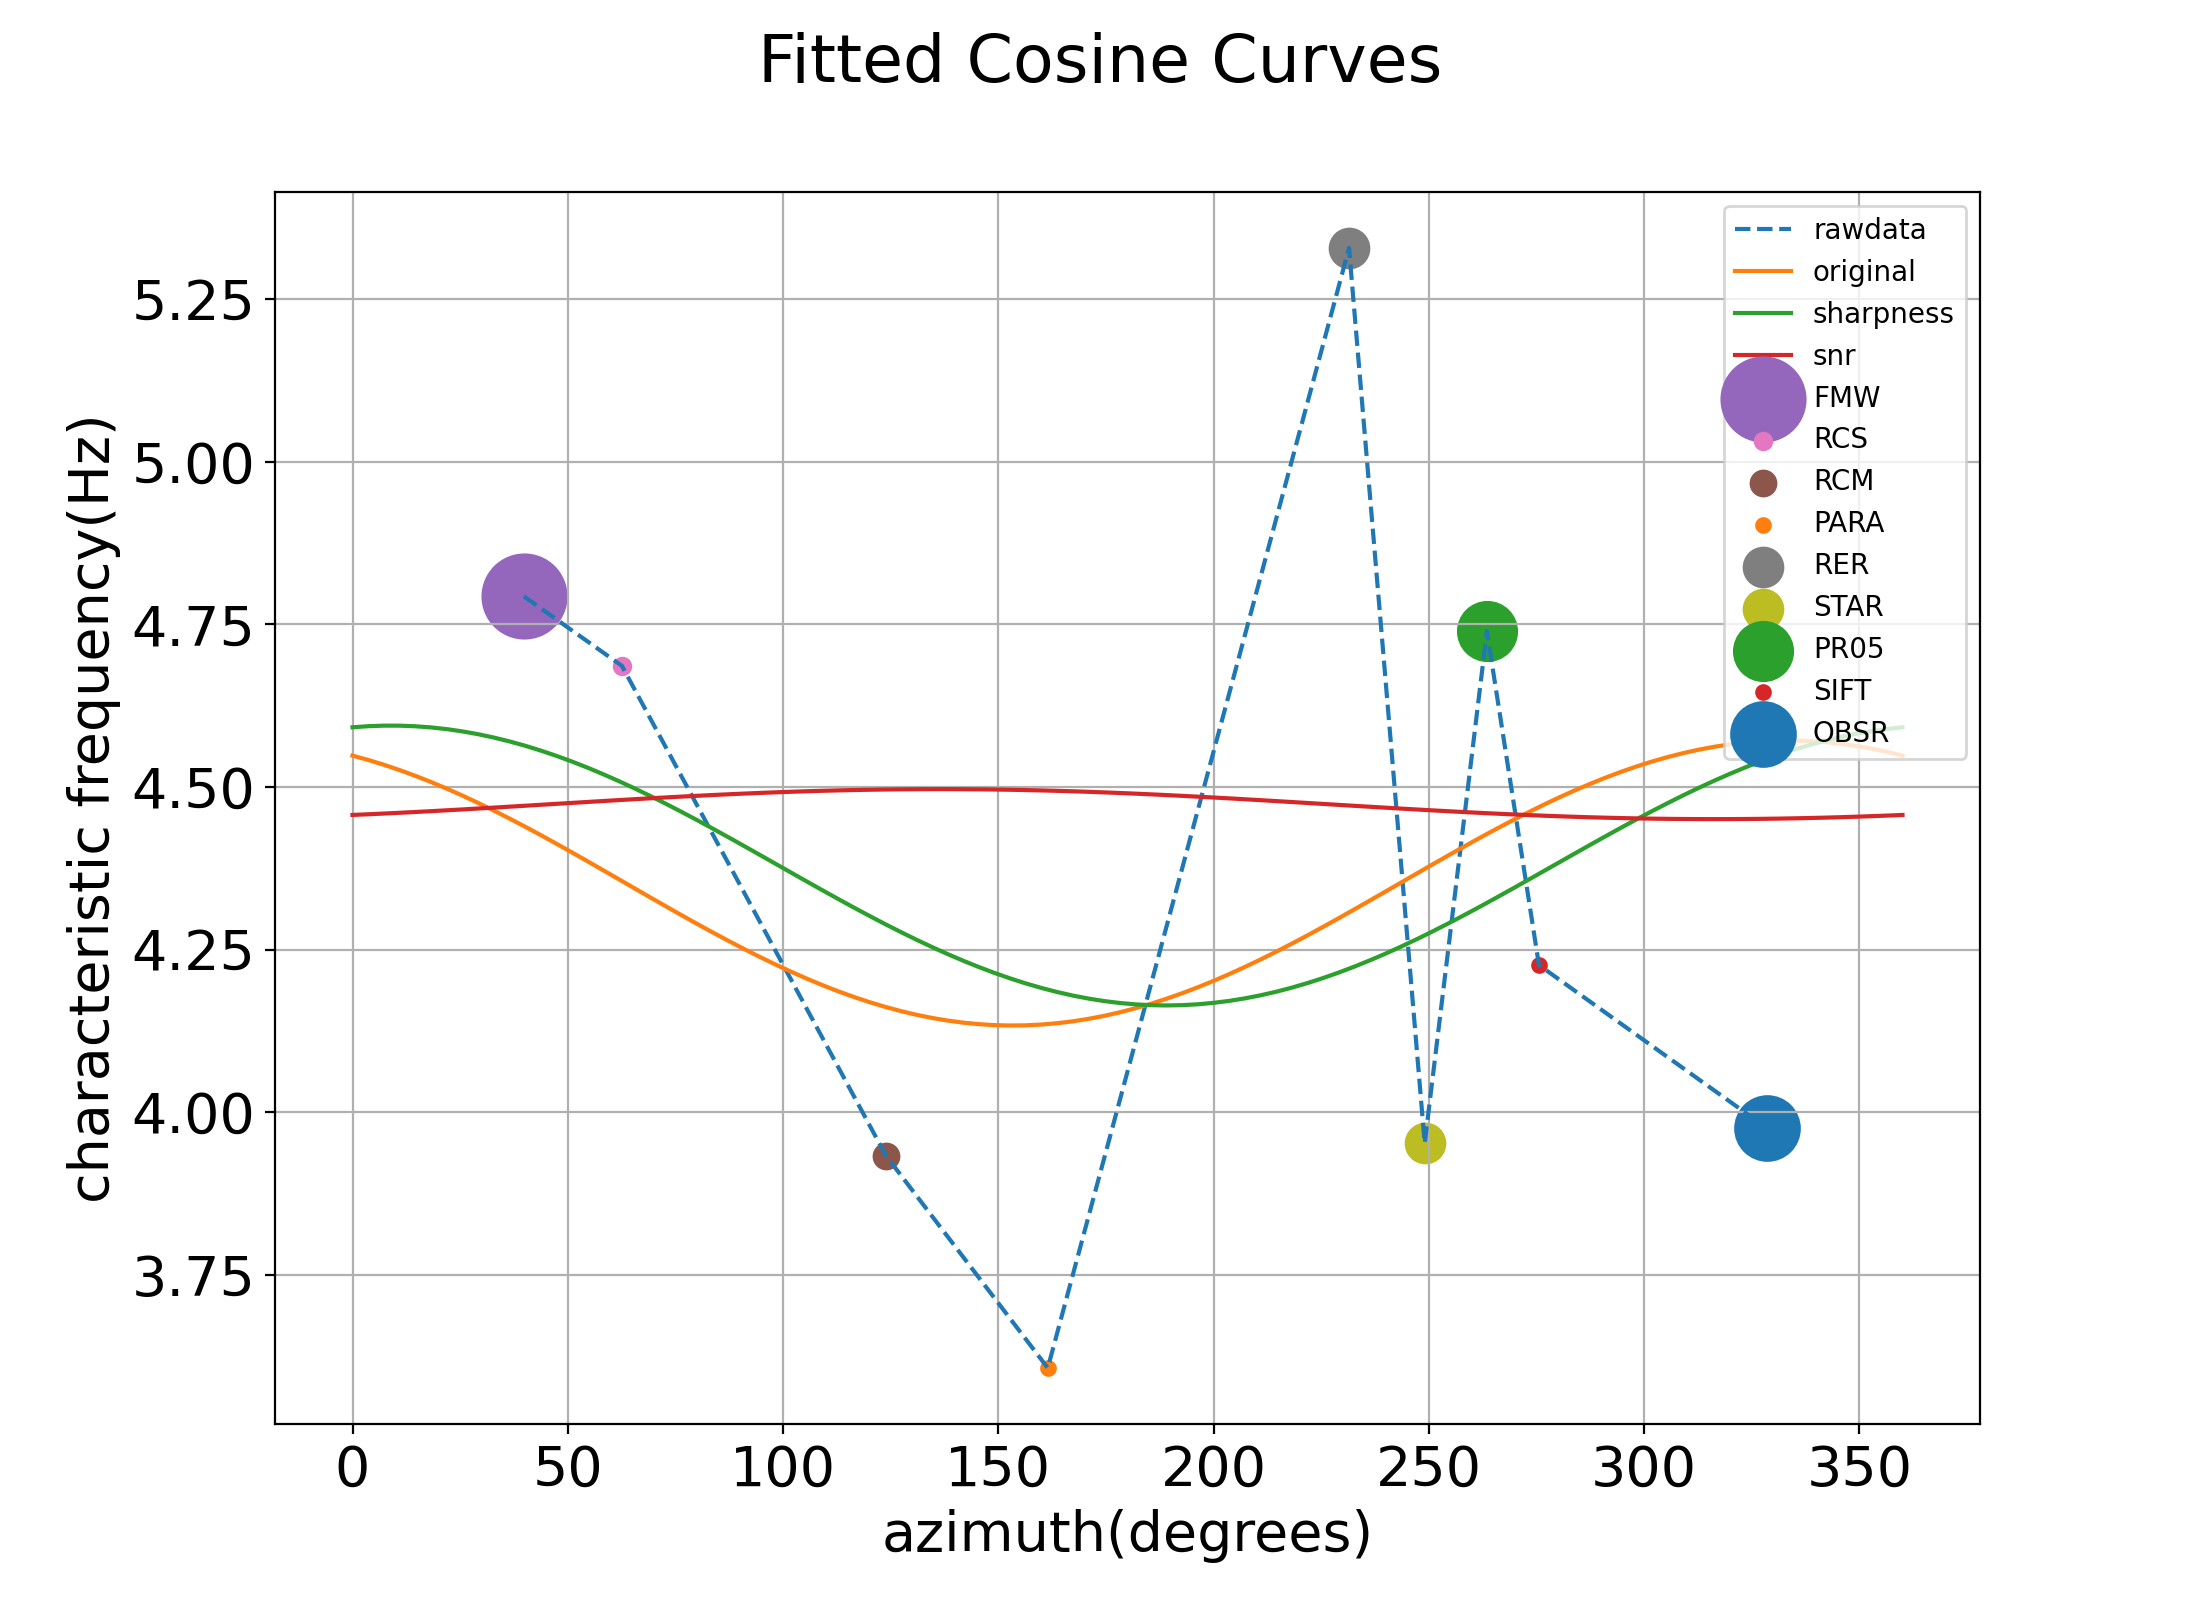 Fitted Cosine Curves
characteristic frequency(Hz)
5.25
5.00
4.75
4.50
4.25
4.00
3.75
rawdata
original
sharpness
snr
FMW
RCS
RCM
PARA
RER
STAR
PR05
SIFT
OBSR
0 50 100 150 200 250 300 350
azimuth(degrees)